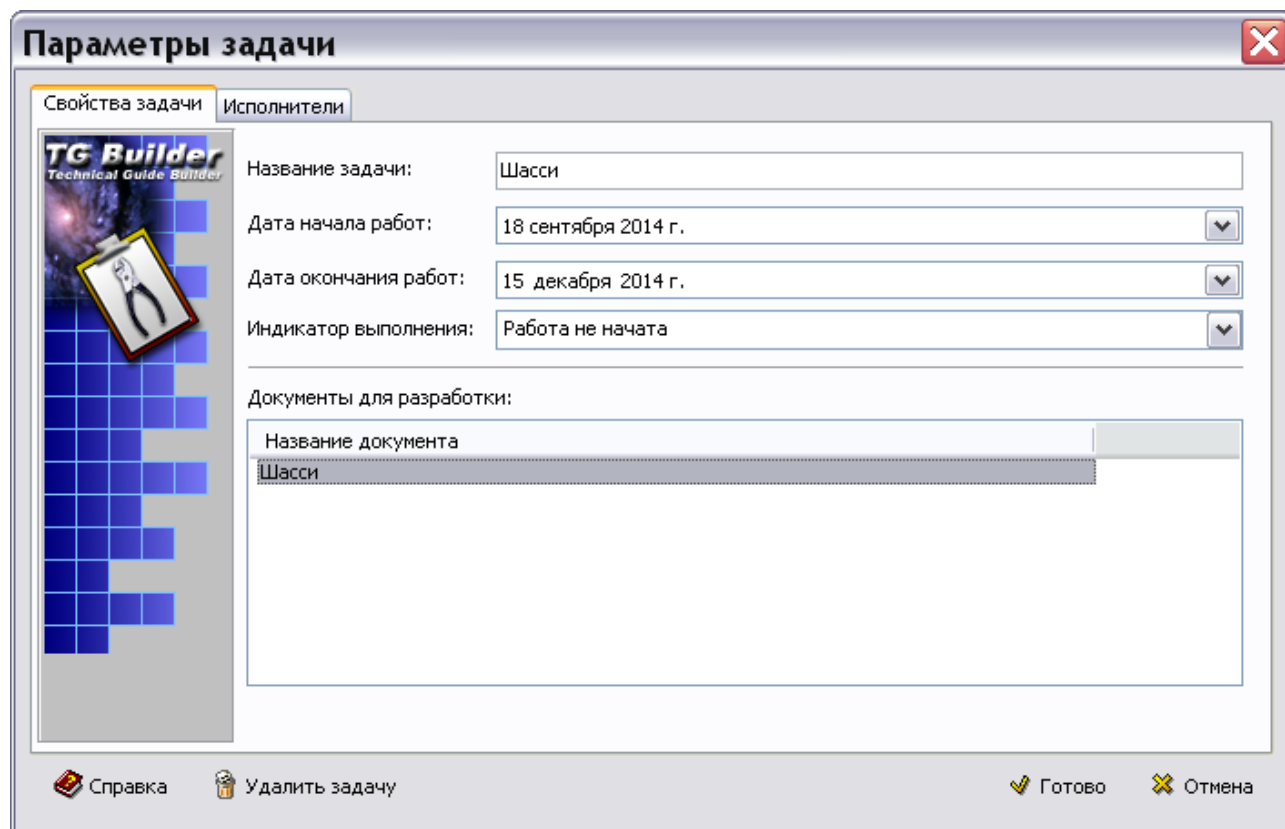 Параметры задачи
Свойства задачи
Исполнители
TG Builder
Technical Guide Builder
Название задачи:
Шасси
Дата начала работ:
18 сентября 2014 г.
Дата окончания работ:
15 декабря 2014 г.
Индикатор выполнения:
Работа не начата
Документы для разработки:
Название документа
Шасси
Справка
Удалить задачу
Готово
Отмена